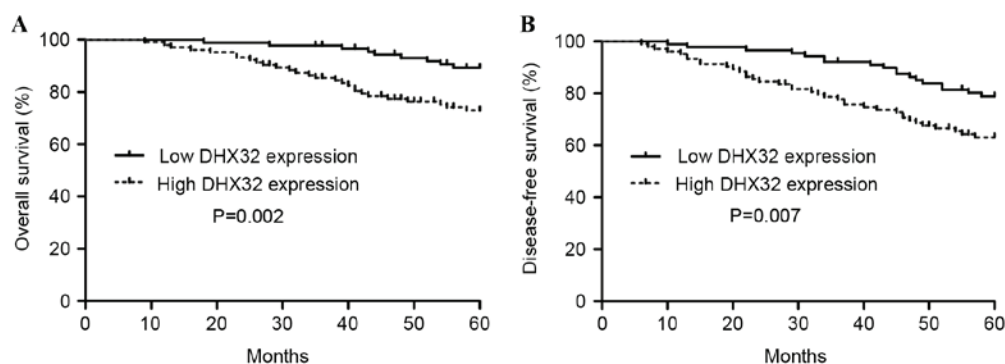 A
Overall survival (%)
100
80
60
40
20
0
Low DHX32 expression
High DHX32 expression
P=0.002
0 10 20 30 40 50 60
Months
B
Disease-free survival (%)
100
80
60
40
20
0
Low DHX32 expression
High DHX32 expression
P=0.007
0 10 20 30 40 50 60
Months